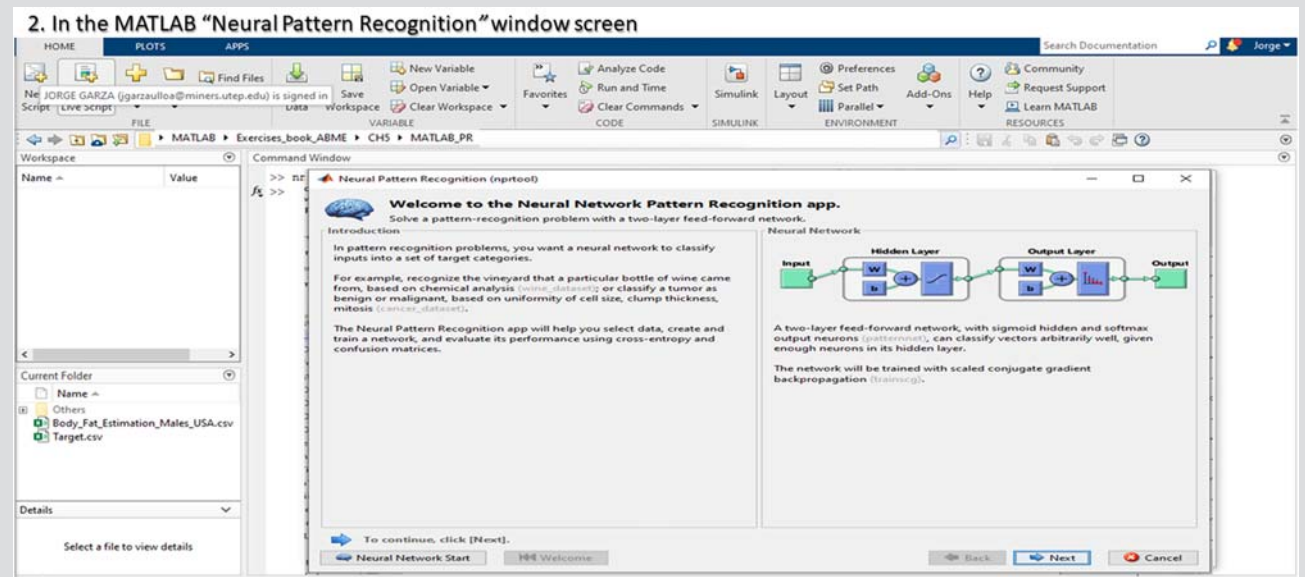 2. In the MATLAB “Neural Pattern Recognition” window screen
HOME PLOTS APPS Search Documentation Jorge
Find Files New Variable Analyze Code Preferences Community
Open Variable Run and Time Set Path Request Support
Ne JORGE GARZA (jgarzaulloa@miners.utep.edu) is signed in Save Favorites Simulink Layout Add-Ons Help
Script Live Script Data Workspace Clear Workspace Clear Commands Parallel Learn MATLAB
FILE VARIABLE CODE SIMULINK ENVIRONMENT RESOURCES
MATLAB Exercises_book_ABME CH5 MATLAB_PR
Workspace Command Window
Name Value
>> nr
fx >>
Neural Pattern Recognition (nprtool)
Welcome to the Neural Network Pattern Recognition app.
Solve a pattern-recognition problem with a two-layer feed-forward network.
Introduction
In pattern recognition problems, you want a neural network to classify
inputs into a set of target categories.
For example, recognize the vineyard that a particular bottle of wine came
from, based on chemical analysis (wine_dataset); or classify a tumor as
benign or malignant, based on uniformity of cell size, clump thickness,
mitosis (cancer_dataset).
The Neural Pattern Recognition app will help you select data, create and
train a network, and evaluate its performance using cross-entropy and
confusion matrices.
Neural Network
Hidden Layer Output Layer
Input Output
W W
b b
A two-layer feed-forward network, with sigmoid hidden and softmax
output neurons (patternnet), can classify vectors arbitrarily well, given
enough neurons in its hidden layer.
The network will be trained with scaled conjugate gradient
backpropagation (trainscg).
Current Folder
Name
Others
Body_Fat_Estimation_Males_USA.csv
Target.csv
Details
Select a file to view details
To continue, click [Next].
Neural Network Start Welcome Back Next Cancel